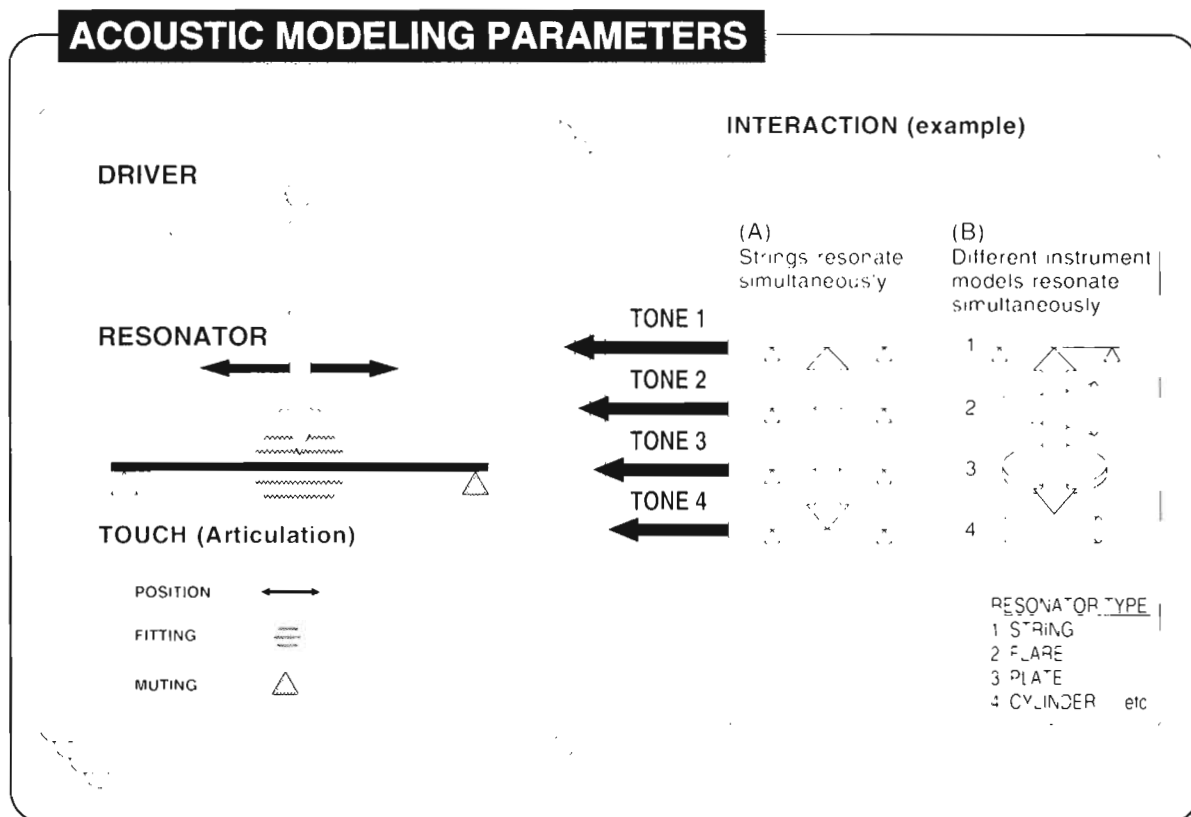 ACOUSTIC MODELING PARAMETERS
INTERACTION (example)
DRIVER
(A)
Strings resonate
simultaneously
(B)
Different instrument
models resonate
simultaneously
RESONATOR
TONE 1
TONE 2
TONE 3
TONE 4
1
2
3
4
TOUCH (Articulation)
POSITION
FITTING
MUTING
RESONATOR TYPE
1 STRING
2 FLARE
3 PLATE
4 CYLINDER etc